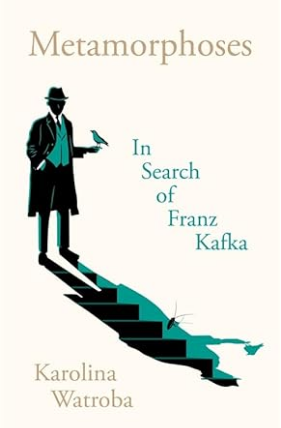 Metamorphoses
In
Search
of
Franz
Kafka
Karolina
Watroba